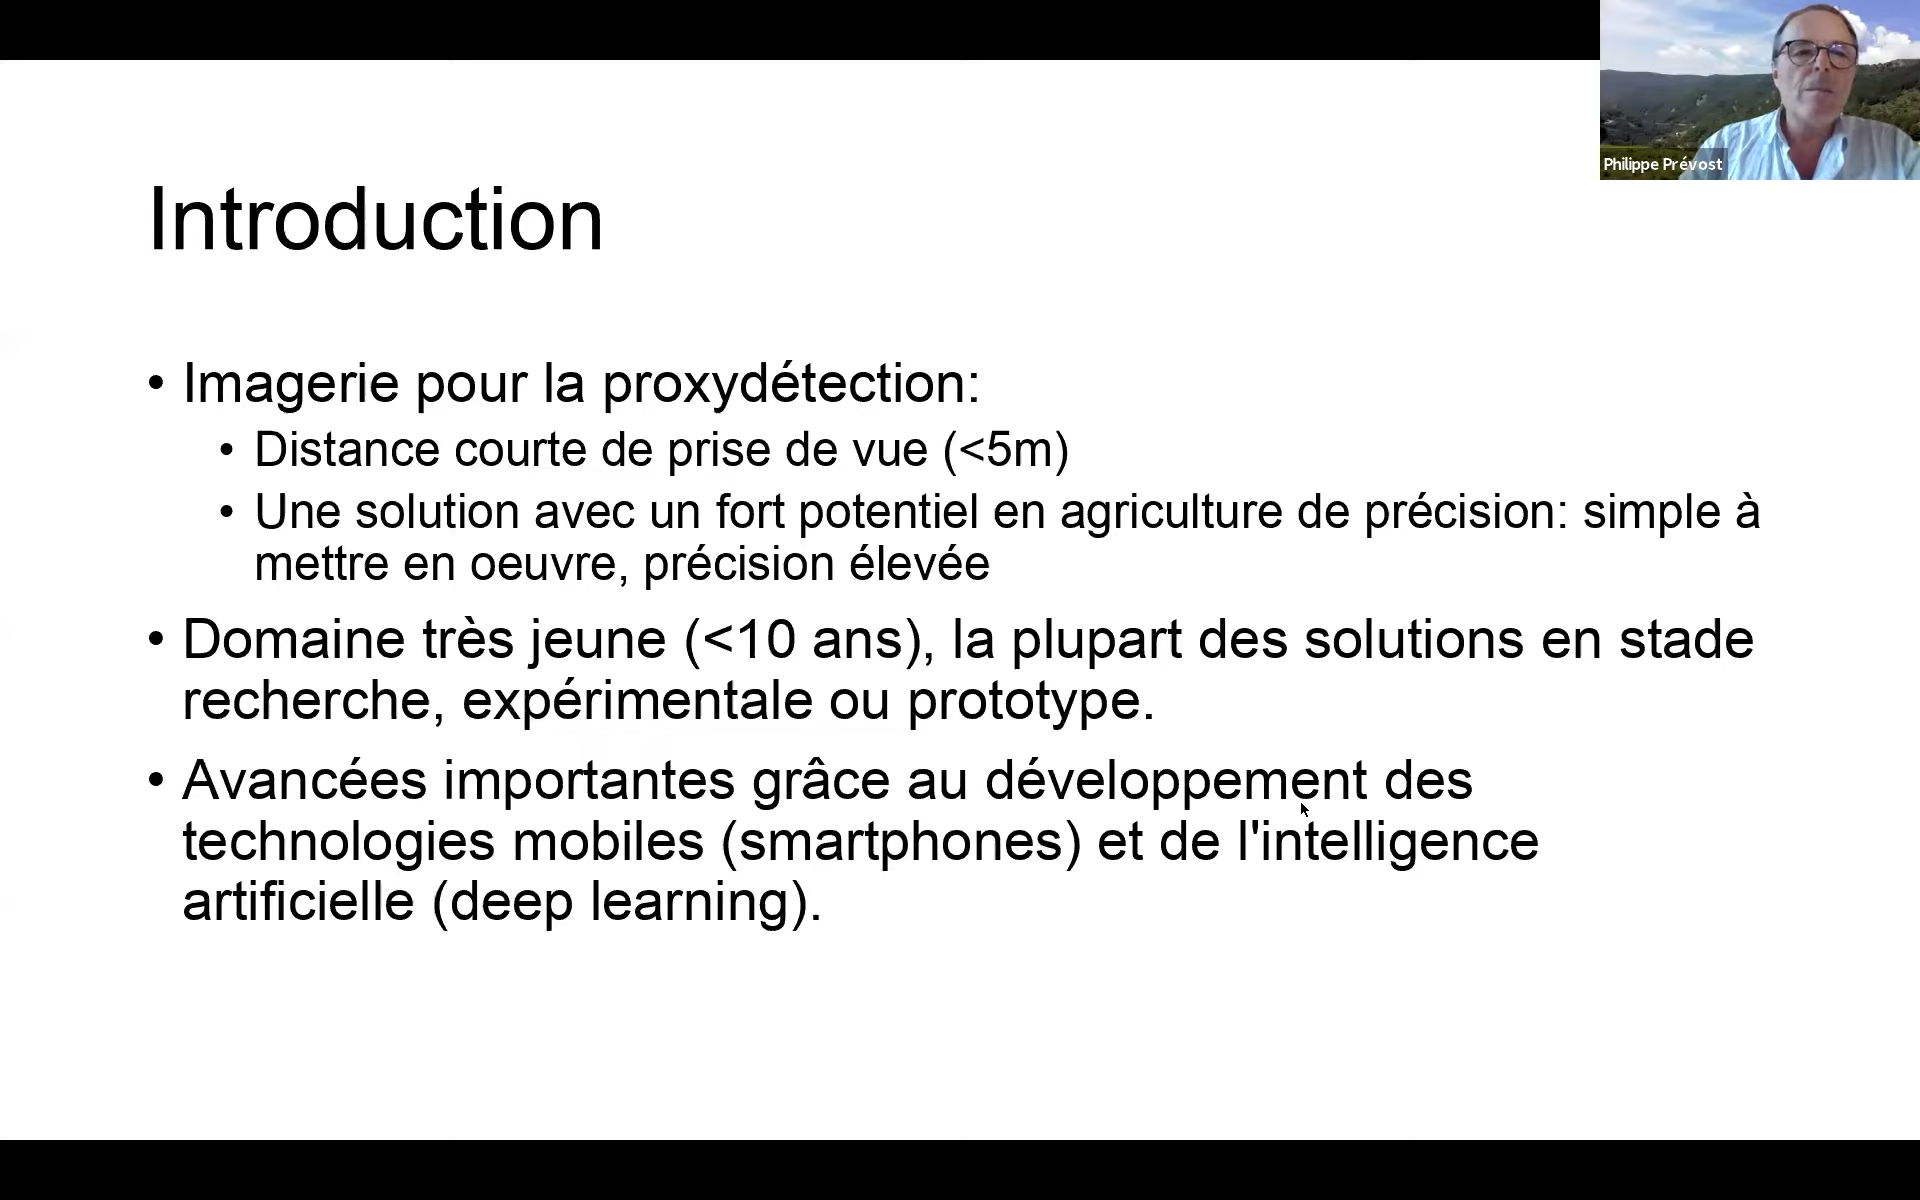 Philippe Prévost
Introduction
• Imagerie pour la proxydétection:
• Distance courte de prise de vue (<5m)
• Une solution avec un fort potentiel en agriculture de précision: simple à
mettre en oeuvre, précision élevée
• Domaine très jeune (<10 ans), la plupart des solutions en stade
recherche, expérimentale ou prototype.
• Avancées importantes grâce au développement des
technologies mobiles (smartphones) et de l'intelligence
artificielle (deep learning).